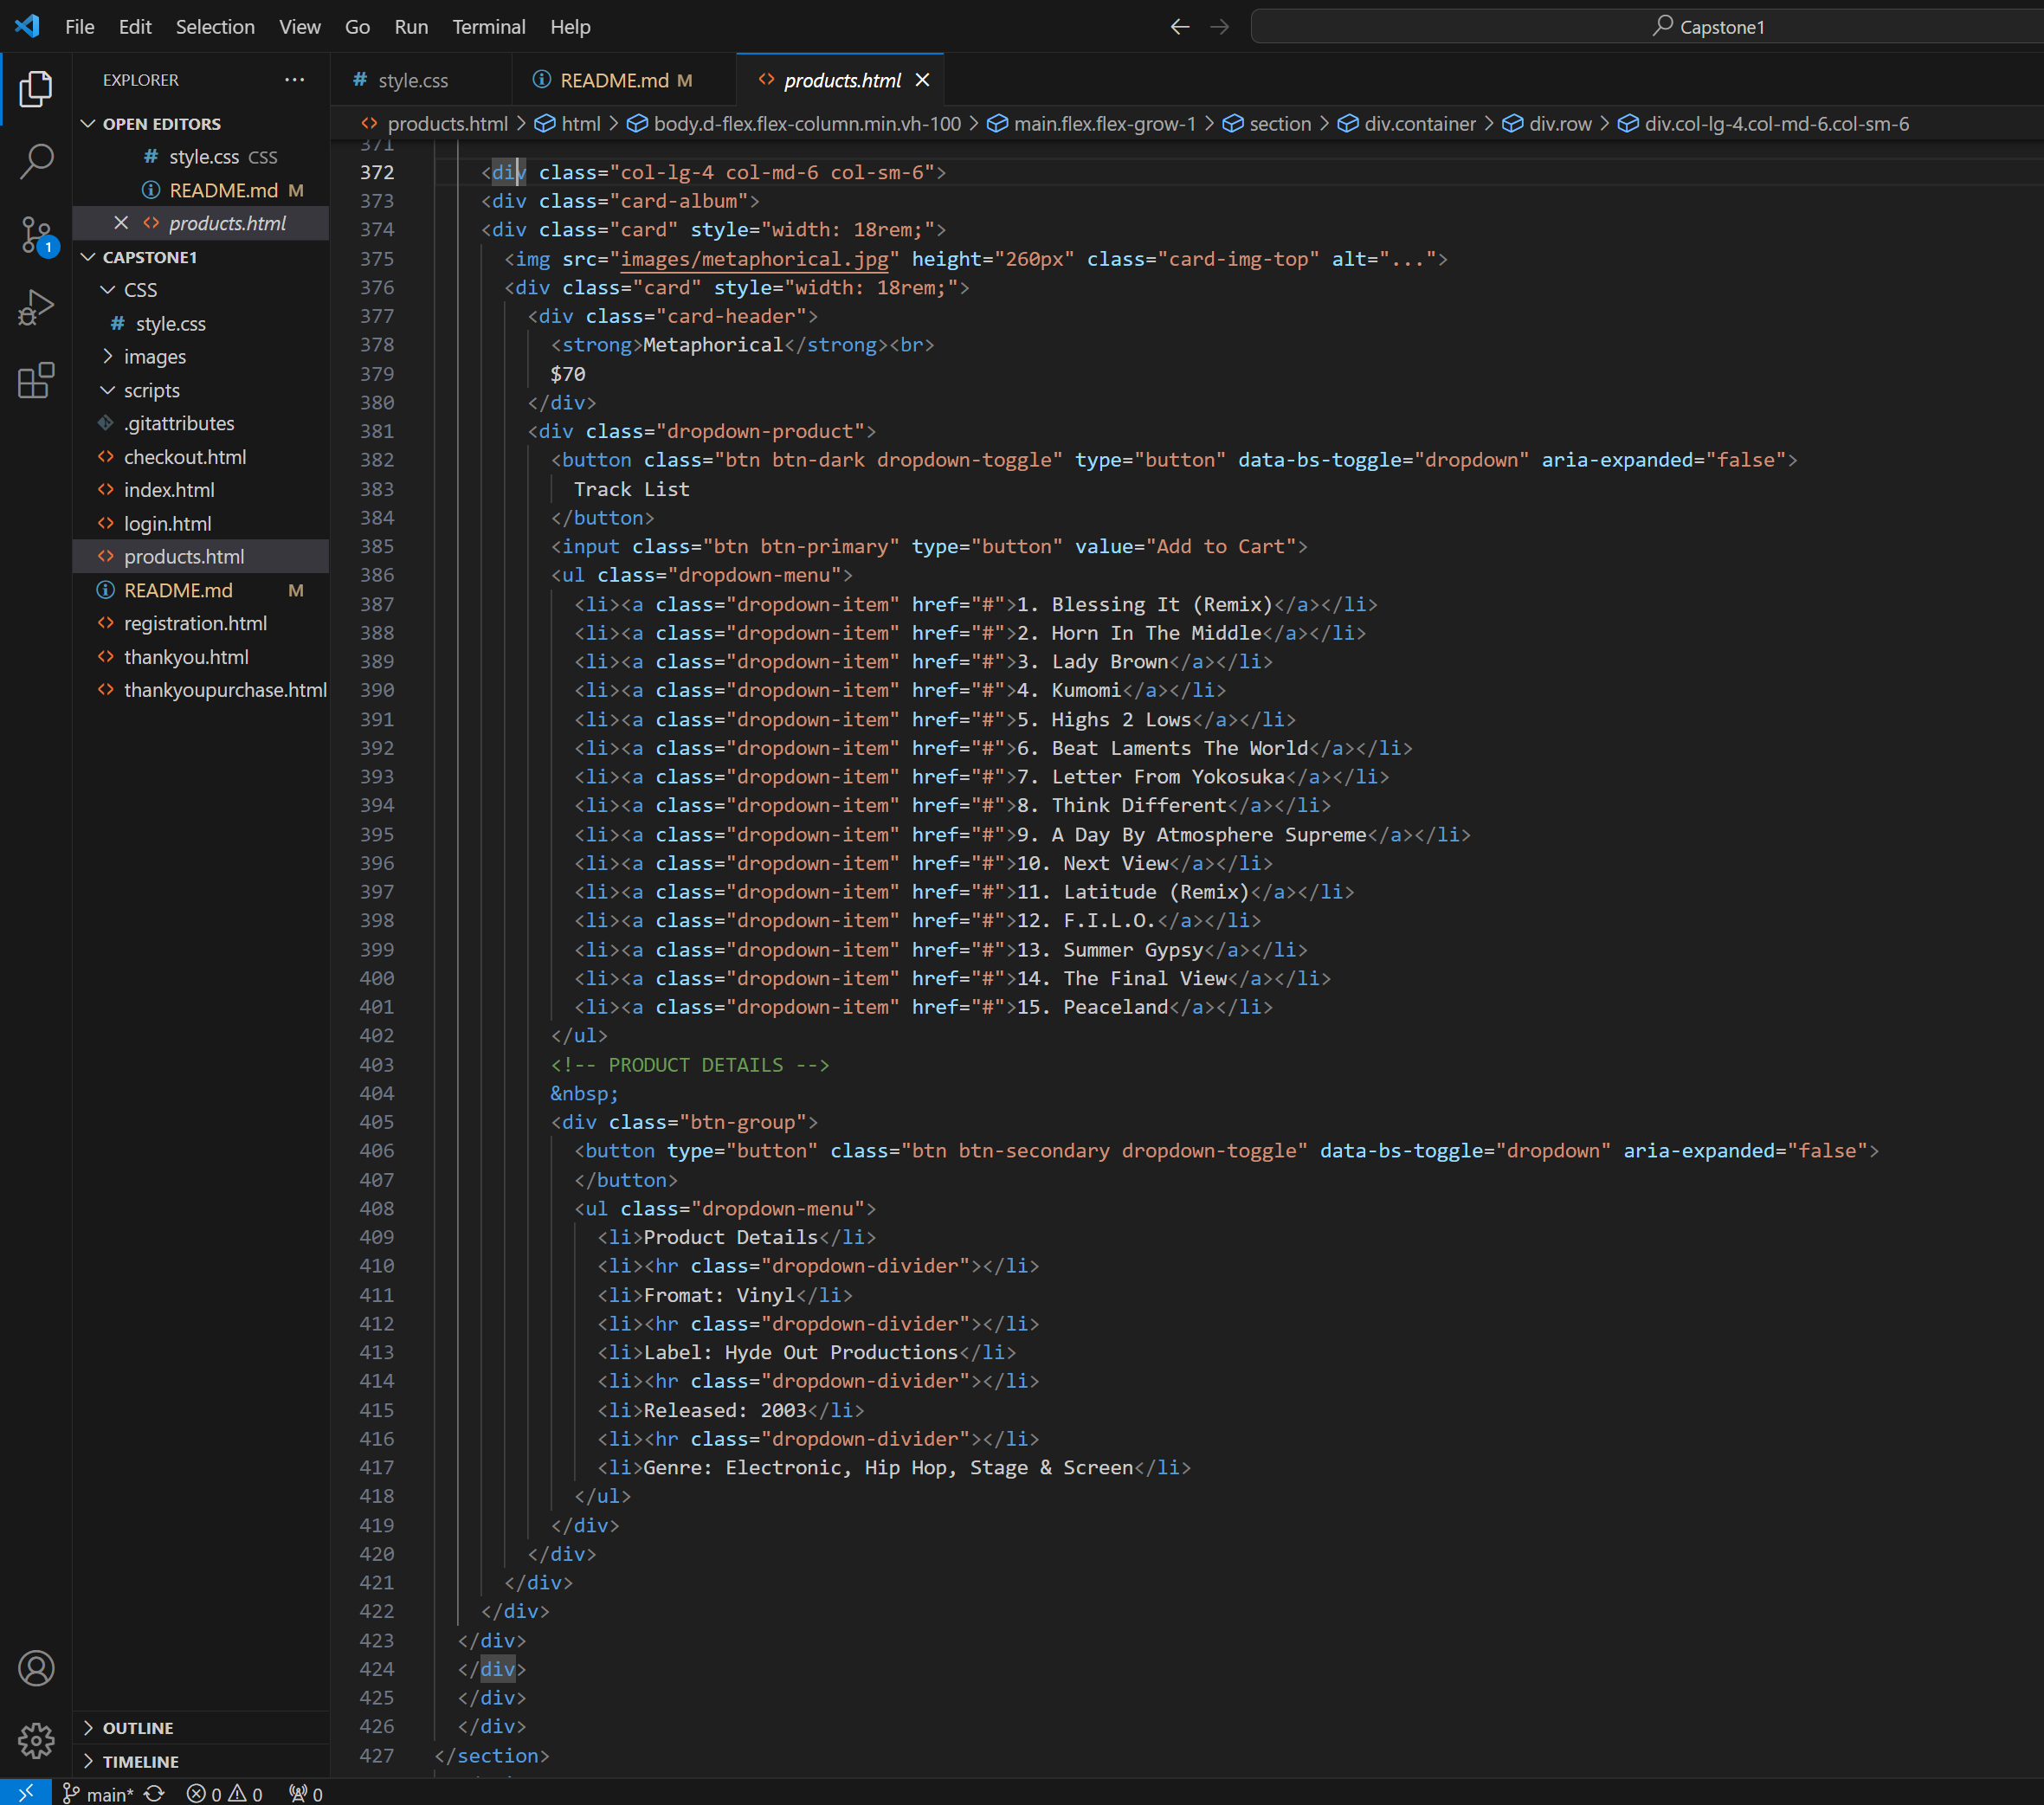 File Edit Selection View Go Run Terminal Help
Capstone1
EXPLORER
OPEN EDITORS
# style.css CSS
README.md M
products.html
CAPSTONE1
CSS
# style.css
images
scripts
.gitattributes
checkout.html
index.html
login.html
products.html
README.md M
registration.html
thankyou.html
thankyoupurchase.html
OUTLINE
TIMELINE
# style.css
README.md M
products.html
products.html > html > body.d-flex.flex-column.min.vh-100 > main.flex.flex-grow-1 > section > div.container > div.row > div.col-lg-4.col-md-6.col-sm-6
371
372 <div class="col-lg-4 col-md-6 col-sm-6">
373 <div class="card-album">
374 <div class="card" style="width: 18rem;">
375 <img src="images/metaphorical.jpg" height="260px" class="card-img-top" alt="...">
376 <div class="card" style="width: 18rem;">
377 <div class="card-header">
378 <strong>Metaphorical</strong><br>
379 $70
380 </div>
381 <div class="dropdown-product">
382 <button class="btn btn-dark dropdown-toggle" type="button" data-bs-toggle="dropdown" aria-expanded="false">
383 Track List
384 </button>
385 <input class="btn btn-primary" type="button" value="Add to Cart">
386 <ul class="dropdown-menu">
387 <li><a class="dropdown-item" href="#">1. Blessing It (Remix)</a></li>
388 <li><a class="dropdown-item" href="#">2. Horn In The Middle</a></li>
389 <li><a class="dropdown-item" href="#">3. Lady Brown</a></li>
390 <li><a class="dropdown-item" href="#">4. Kumomi</a></li>
391 <li><a class="dropdown-item" href="#">5. Highs 2 Lows</a></li>
392 <li><a class="dropdown-item" href="#">6. Beat Laments The World</a></li>
393 <li><a class="dropdown-item" href="#">7. Letter From Yokosuka</a></li>
394 <li><a class="dropdown-item" href="#">8. Think Different</a></li>
395 <li><a class="dropdown-item" href="#">9. A Day By Atmosphere Supreme</a></li>
396 <li><a class="dropdown-item" href="#">10. Next View</a></li>
397 <li><a class="dropdown-item" href="#">11. Latitude (Remix)</a></li>
398 <li><a class="dropdown-item" href="#">12. F.I.L.O.</a></li>
399 <li><a class="dropdown-item" href="#">13. Summer Gypsy</a></li>
400 <li><a class="dropdown-item" href="#">14. The Final View</a></li>
401 <li><a class="dropdown-item" href="#">15. Peaceland</a></li>
402 </ul>
403 <!-- PRODUCT DETAILS -->
404 &nbsp;
405 <div class="btn-group">
406 <button type="button" class="btn btn-secondary dropdown-toggle" data-bs-toggle="dropdown" aria-expanded="false">
407 </button>
408 <ul class="dropdown-menu">
409 <li>Product Details</li>
410 <li><hr class="dropdown-divider"></li>
411 <li>Fromat: Vinyl</li>
412 <li><hr class="dropdown-divider"></li>
413 <li>Label: Hyde Out Productions</li>
414 <li><hr class="dropdown-divider"></li>
415 <li>Released: 2003</li>
416 <li><hr class="dropdown-divider"></li>
417 <li>Genre: Electronic, Hip Hop, Stage & Screen</li>
418 </ul>
419 </div>
420 </div>
421 </div>
422 </div>
423 </div>
424 </div>
425 </div>
426 </div>
427 </section>
1
main* 0 0 0